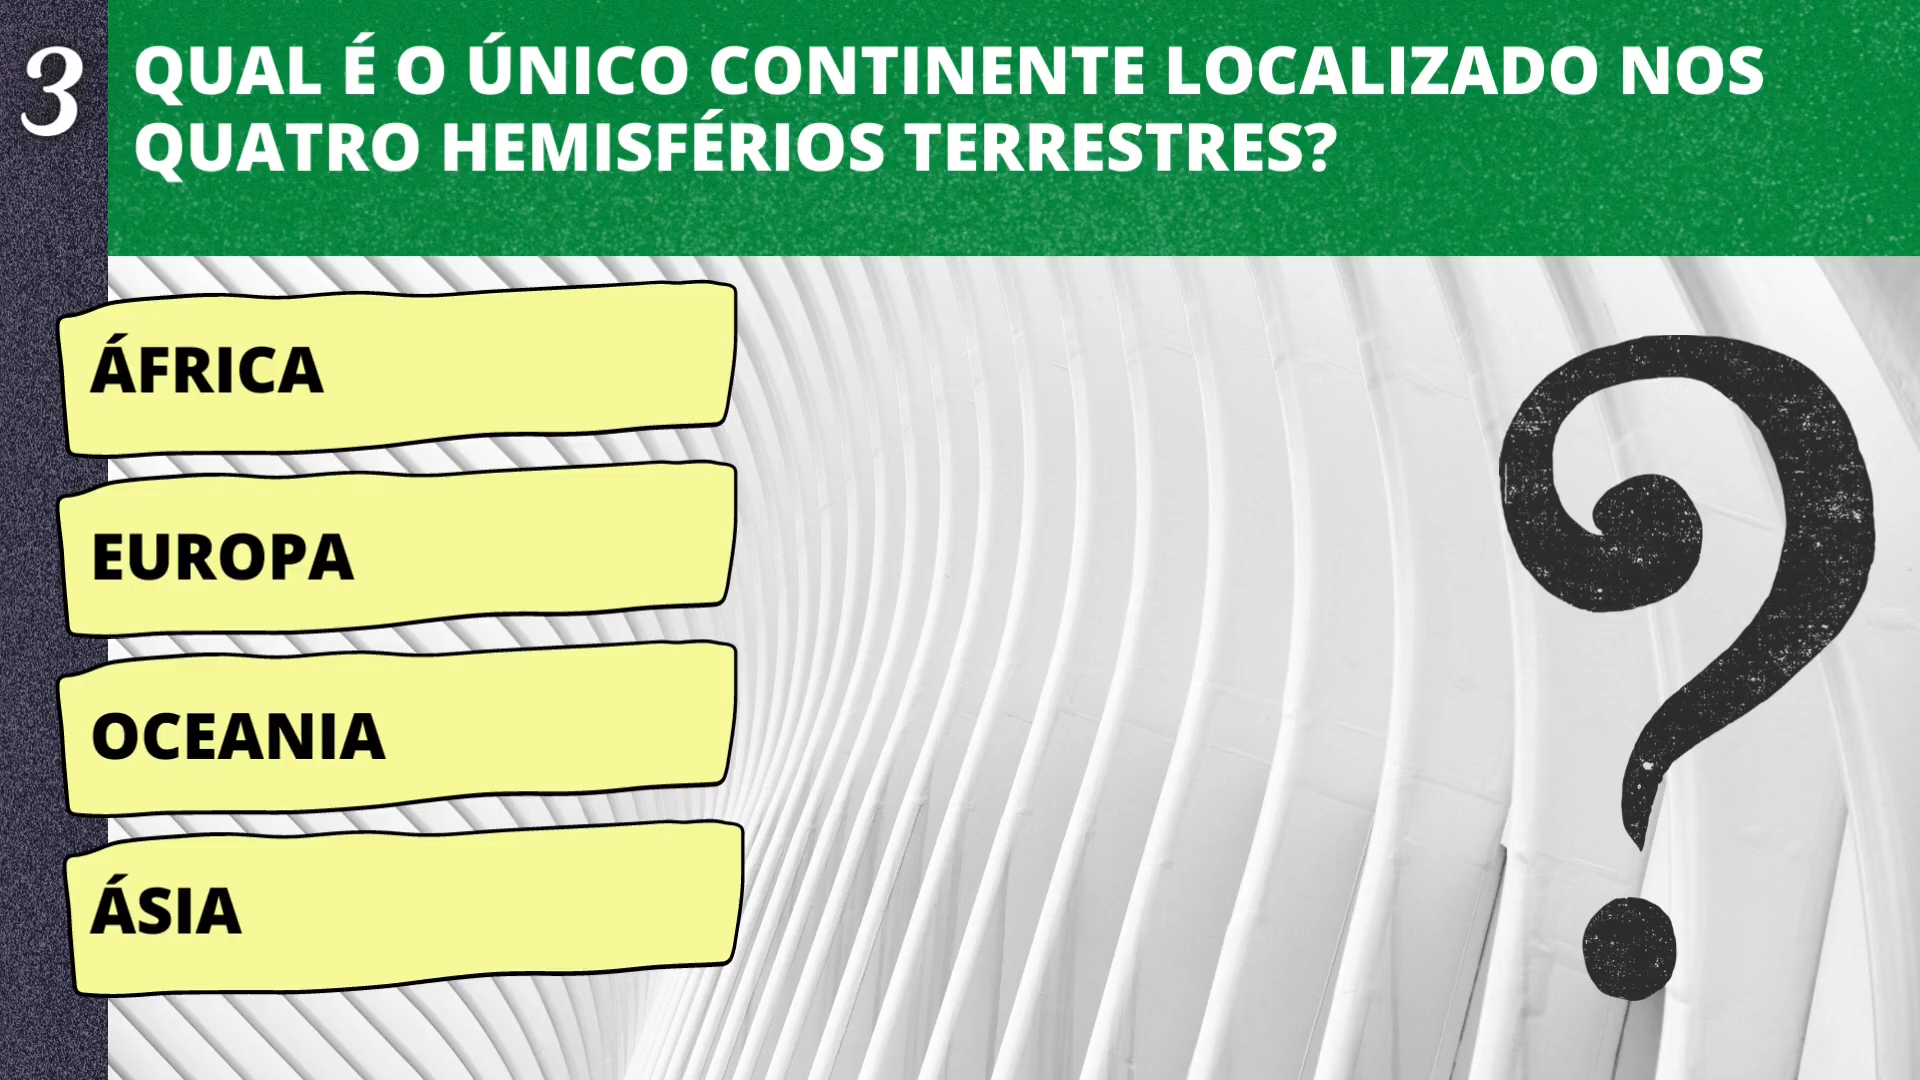 3
QUAL É O ÚNICO CONTINENTE LOCALIZADO NOS
QUATRO HEMISFÉRIOS TERRESTRES?
ÁFRICA
EUROPA
OCEANIA
ÁSIA
?